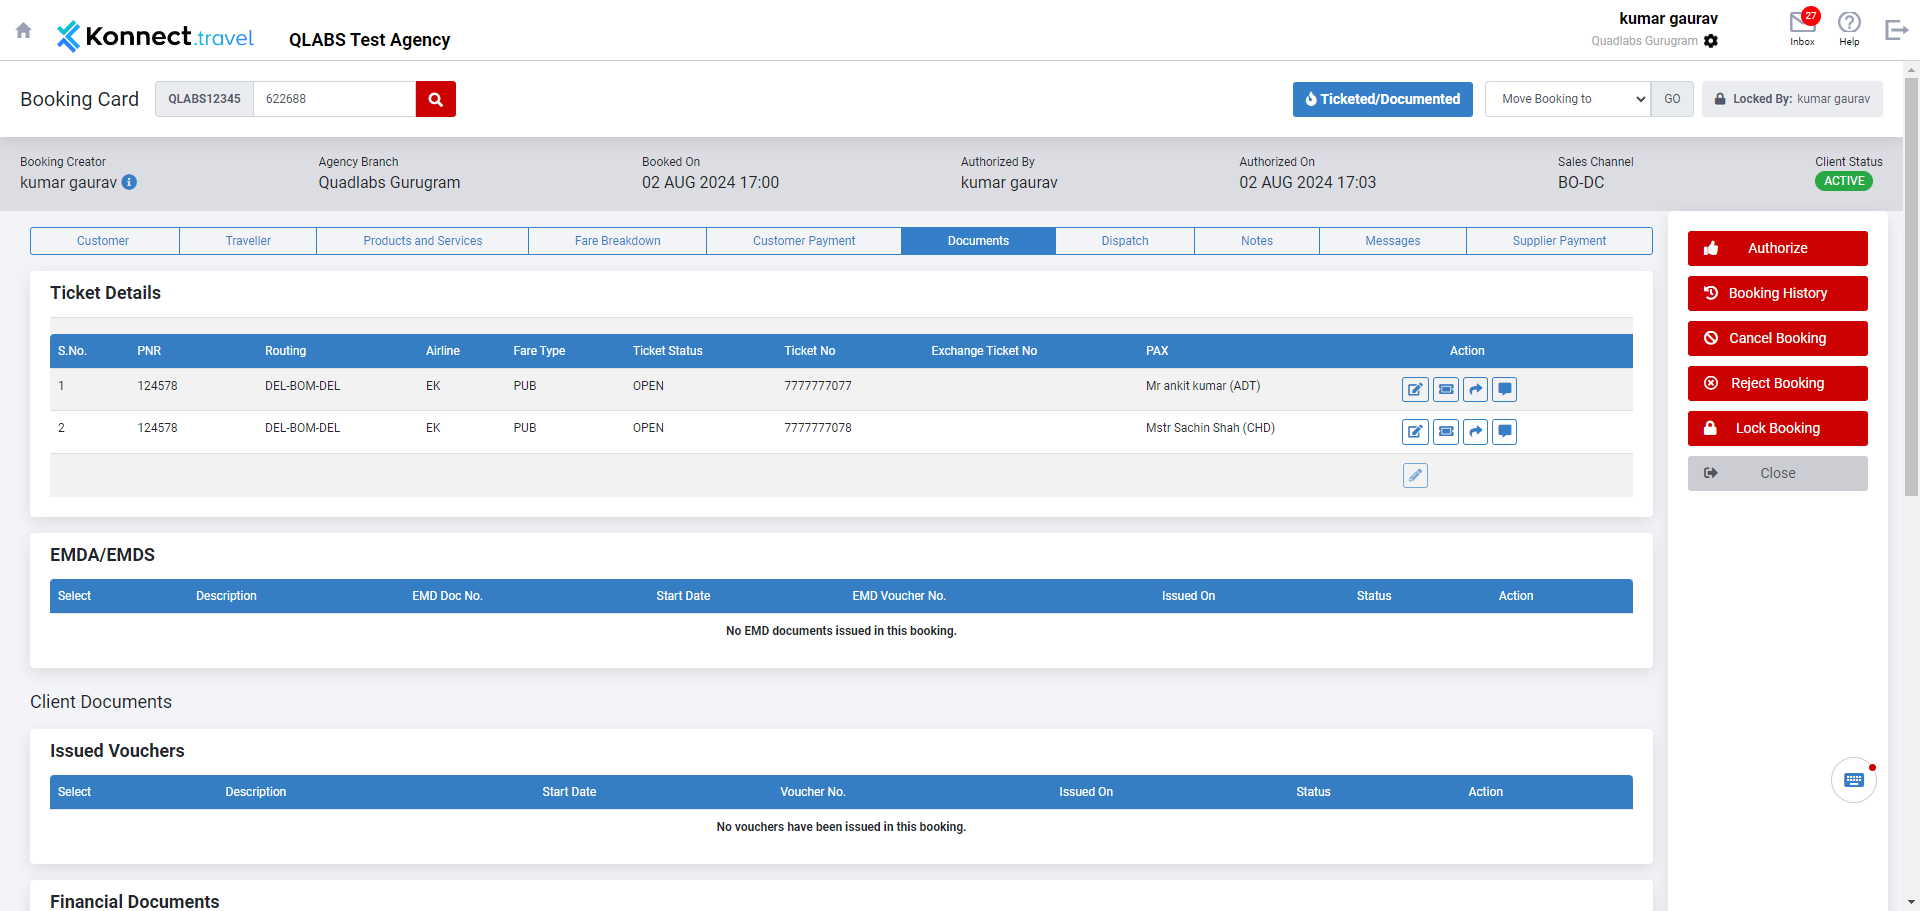 Konnect.travel
QLABS Test Agency
kumar gaurav
Quadlabs Gurugram
27
Inbox
Help
Booking Card
QLABS12345
622688
Ticketed/Documented
Move Booking to
GO
Locked By: kumar gaurav
Booking Creator
kumar gaurav
Agency Branch
Quadlabs Gurugram
Booked On
02 AUG 2024 17:00
Authorized By
kumar gaurav
Authorized On
02 AUG 2024 17:03
Sales Channel
BO-DC
Client Status
ACTIVE
Customer
Traveller
Products and Services
Fare Breakdown
Customer Payment
Documents
Dispatch
Notes
Messages
Supplier Payment
Ticket Details
S.No. PNR Routing Airline Fare Type Ticket Status Ticket No Exchange Ticket No PAX Action
1 124578 DEL-BOM-DEL EK PUB OPEN 7777777077 Mr ankit kumar (ADT)
2 124578 DEL-BOM-DEL EK PUB OPEN 7777777078 Mstr Sachin Shah (CHD)
EMDA/EMDS
Select Description EMD Doc No. Start Date EMD Voucher No. Issued On Status Action
No EMD documents issued in this booking.
Client Documents
Issued Vouchers
Select Description Start Date Voucher No. Issued On Status Action
No vouchers have been issued in this booking.
Financial Documents
Authorize
Booking History
Cancel Booking
Reject Booking
Lock Booking
Close